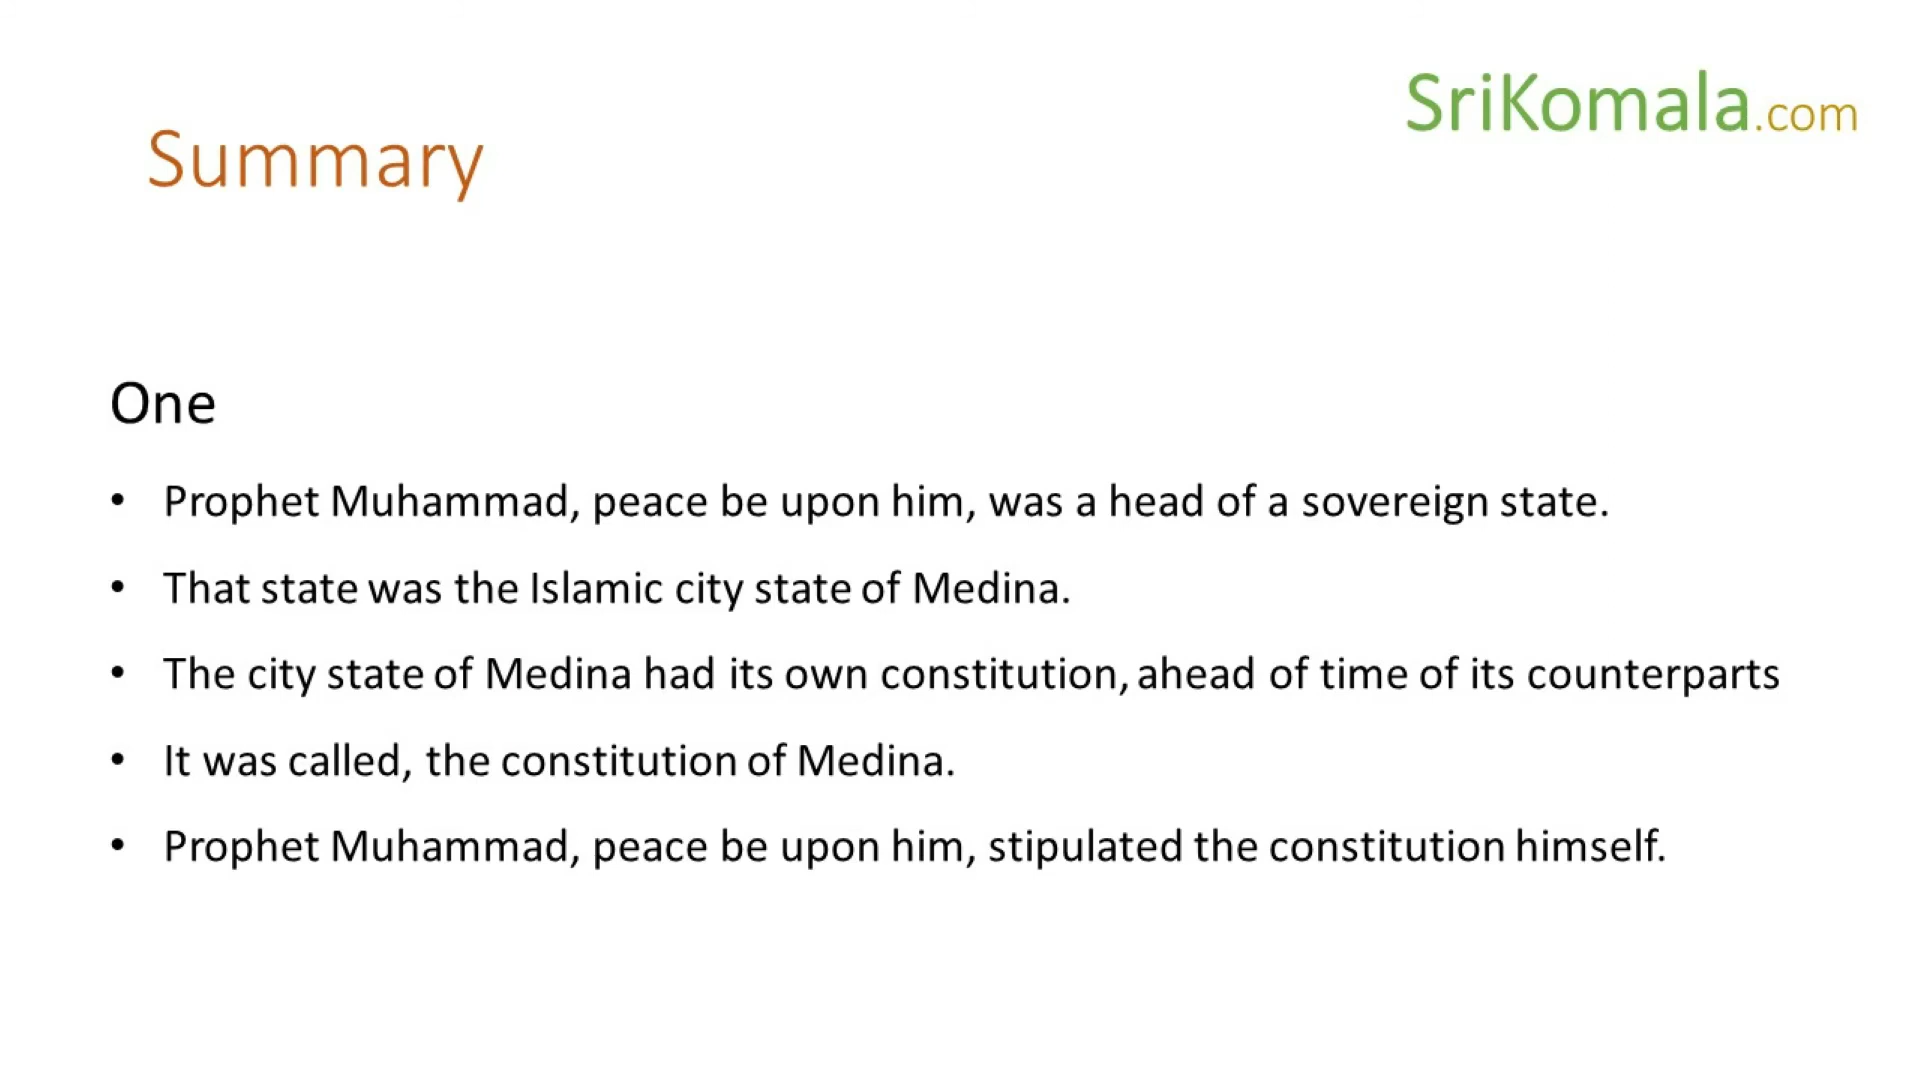 SriKomala.com
Summary
One
• Prophet Muhammad, peace be upon him, was a head of a sovereign state.
• That state was the Islamic city state of Medina.
• The city state of Medina had its own constitution, ahead of time of its counterparts
• It was called, the constitution of Medina.
• Prophet Muhammad, peace be upon him, stipulated the constitution himself.